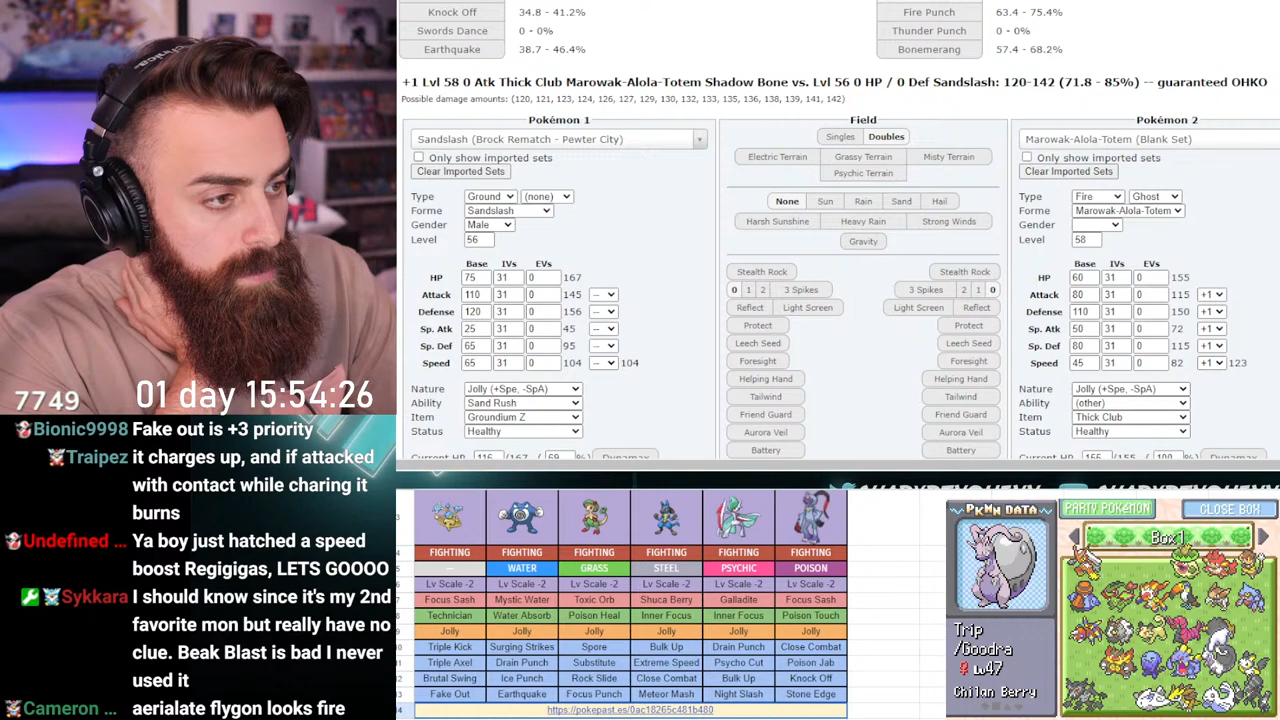 Knock Off 34.8 - 41.2%
Swords Dance 0 - 0%
Earthquake 38.7 - 46.4%
Fire Punch 63.4 - 75.4%
Thunder Punch 0 - 0%
Bonemerang 57.4 - 68.2%
+1 Lvl 58 0 Atk Thick Club Marowak-Alola-Totem Shadow Bone vs. Lvl 56 0 HP / 0 Def Sandslash: 120-142 (71.8 - 85%) -- guaranteed OHKO
Possible damage amounts: (120, 121, 123, 124, 126, 127, 129, 130, 132, 133, 135, 136, 138, 139, 141, 142)
Pokémon 1
Sandslash (Brock Rematch - Pewter City)
Only show imported sets
Clear Imported Sets
Type Ground (none)
Forme Sandslash
Gender Male
Level 56
Base IVs EVs
HP 75 31 0 167
Attack 110 31 0 145 --
Defense 120 31 0 156 --
Sp. Atk 25 31 0 45 --
Sp. Def 65 31 0 95 --
Speed 65 31 0 104 -- 104
Nature Jolly (+Spe, -SpA)
Ability Sand Rush
Item Groundium Z
Status Healthy
Current HP 116 /167 ( 69 %) Dynamax
Field
Singles Doubles
Electric Terrain Grassy Terrain Misty Terrain
Psychic Terrain
None Sun Rain Sand Hail
Harsh Sunshine Heavy Rain Strong Winds
Gravity
Stealth Rock Stealth Rock
0 1 2 3 Spikes 3 Spikes 2 1 0
Reflect Light Screen Light Screen Reflect
Protect Protect
Leech Seed Leech Seed
Foresight Foresight
Helping Hand Helping Hand
Tailwind Tailwind
Friend Guard Friend Guard
Aurora Veil Aurora Veil
Battery Battery
Pokémon 2
Marowak-Alola-Totem (Blank Set)
Only show imported sets
Clear Imported Sets
Type Fire Ghost
Forme Marowak-Alola-Totem
Gender
Level 58
Base IVs EVs
HP 60 31 0 155
Attack 80 31 0 115 +1
Defense 110 31 0 150 +1
Sp. Atk 50 31 0 72 +1
Sp. Def 80 31 0 115 +1
Speed 45 31 0 82 +1 123
Nature Jolly (+Spe, -SpA)
Ability (other)
Item Thick Club
Status Healthy
Current HP 155 /155 ( 100 %) Dynamax
7749 01 day 15:54:26
Bionic9998 Fake out is +3 priority
Traipez it charges up, and if attacked
with contact while charing it
burns
Undefined ... Ya boy just hatched a speed
boost Regigigas, LETS GOOOO
Sykkara I should know since it's my 2nd
favorite mon but really have no
clue. Beak Blast is bad I never
used it
Cameron ... aerialate flygon looks fire
FIGHTING FIGHTING FIGHTING FIGHTING FIGHTING FIGHTING
— WATER GRASS STEEL PSYCHIC POISON
Lv Scale -2 Lv Scale -2 Lv Scale -2 Lv Scale -2 Lv Scale -2 Lv Scale -2
Focus Sash Mystic Water Toxic Orb Shuca Berry Galladite Focus Sash
Technician Water Absorb Poison Heal Inner Focus Inner Focus Poison Touch
Jolly Jolly Jolly Jolly Jolly Jolly
Triple Kick Surging Strikes Spore Bulk Up Drain Punch Close Combat
Triple Axel Drain Punch Substitute Extreme Speed Psycho Cut Poison Jab
Brutal Swing Ice Punch Rock Slide Close Combat Bulk Up Knock Off
Fake Out Earthquake Focus Punch Meteor Mash Night Slash Stone Edge
https://pokepast.es/0ac18265c481b480
PKMN DATA
PARTY POKéMON
CLOSE BOX
Box1
Trip
/Goodra
♀ Lv47
Chilan Berry